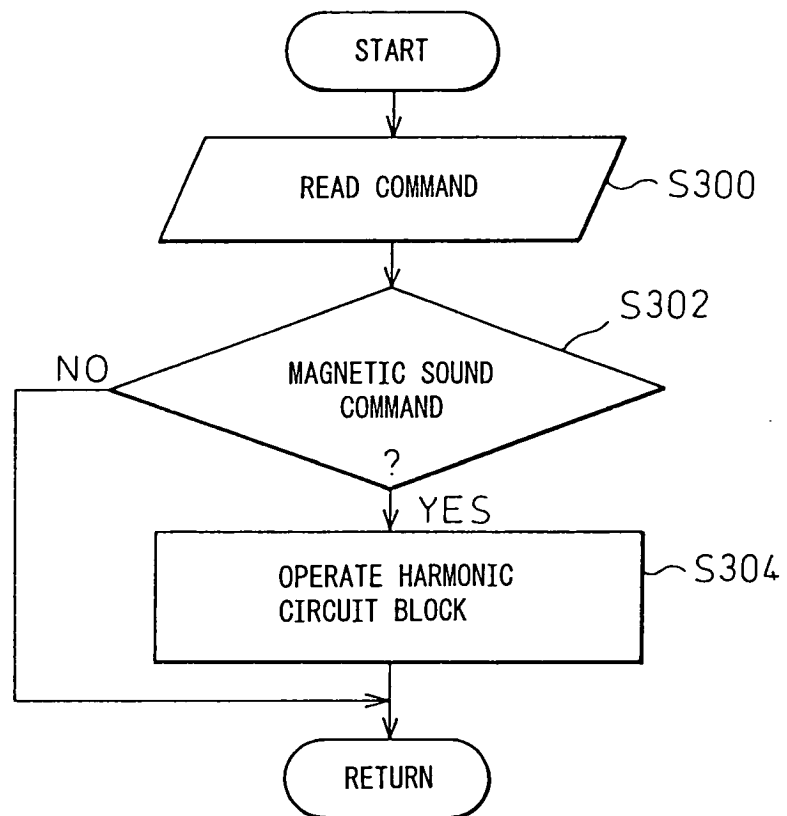 START
READ COMMAND
S300
S302
NO
MAGNETIC SOUND
COMMAND
?
YES
OPERATE HARMONIC
CIRCUIT BLOCK
S304
RETURN